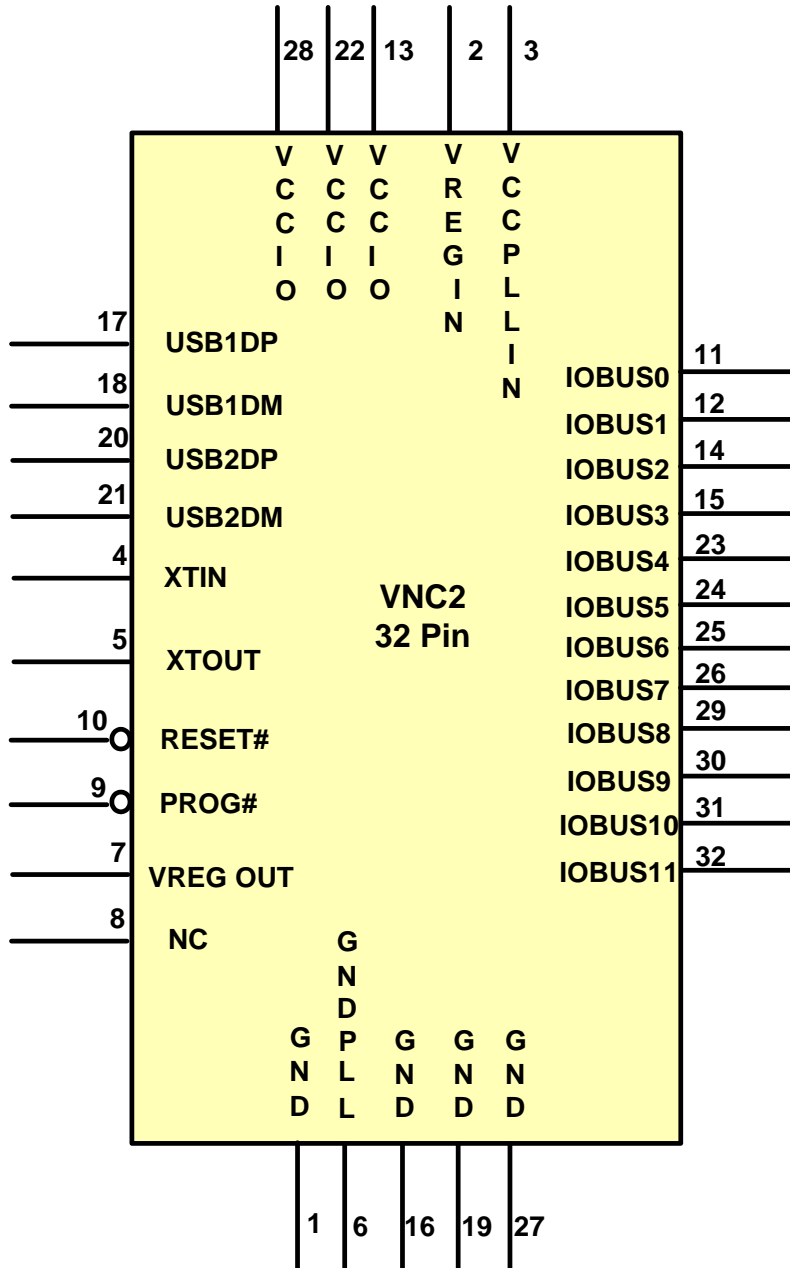 28 22 13 2 3
VCCIO
VCCIO
VCCIO
VREGIN
VCCPLLIN
17 USB1DP
18 USB1DM
20 USB2DP
21 USB2DM
4 XTIN
5 XTOUT
10 RESET#
9 PROG#
7 VREG OUT
8 NC
VNC2
32 Pin
IOBUS0 11
IOBUS1 12
IOBUS2 14
IOBUS3 15
IOBUS4 23
IOBUS5 24
IOBUS6 25
IOBUS7 26
IOBUS8 29
IOBUS9 30
IOBUS10 31
IOBUS11 32
GND
GNDPLL
GND
GND
GND
1 6 16 19 27